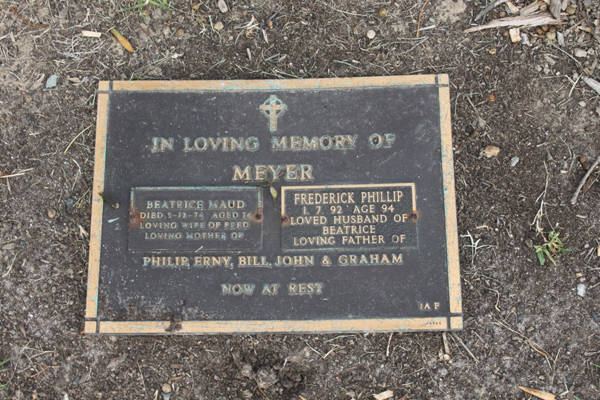 IN LOVING MEMORY OF
MEYER
BEATRICE MAUD
DIED 5-12-74 AGED 74
LOVING WIFE OF FRED
LOVING MOTHER OF
FREDERICK PHILLIP
1. 7. 92 AGE 94
LOVED HUSBAND OF
BEATRICE
LOVING FATHER OF
PHILIP, ERNY, BILL, JOHN & GRAHAM
NOW AT REST
1A F